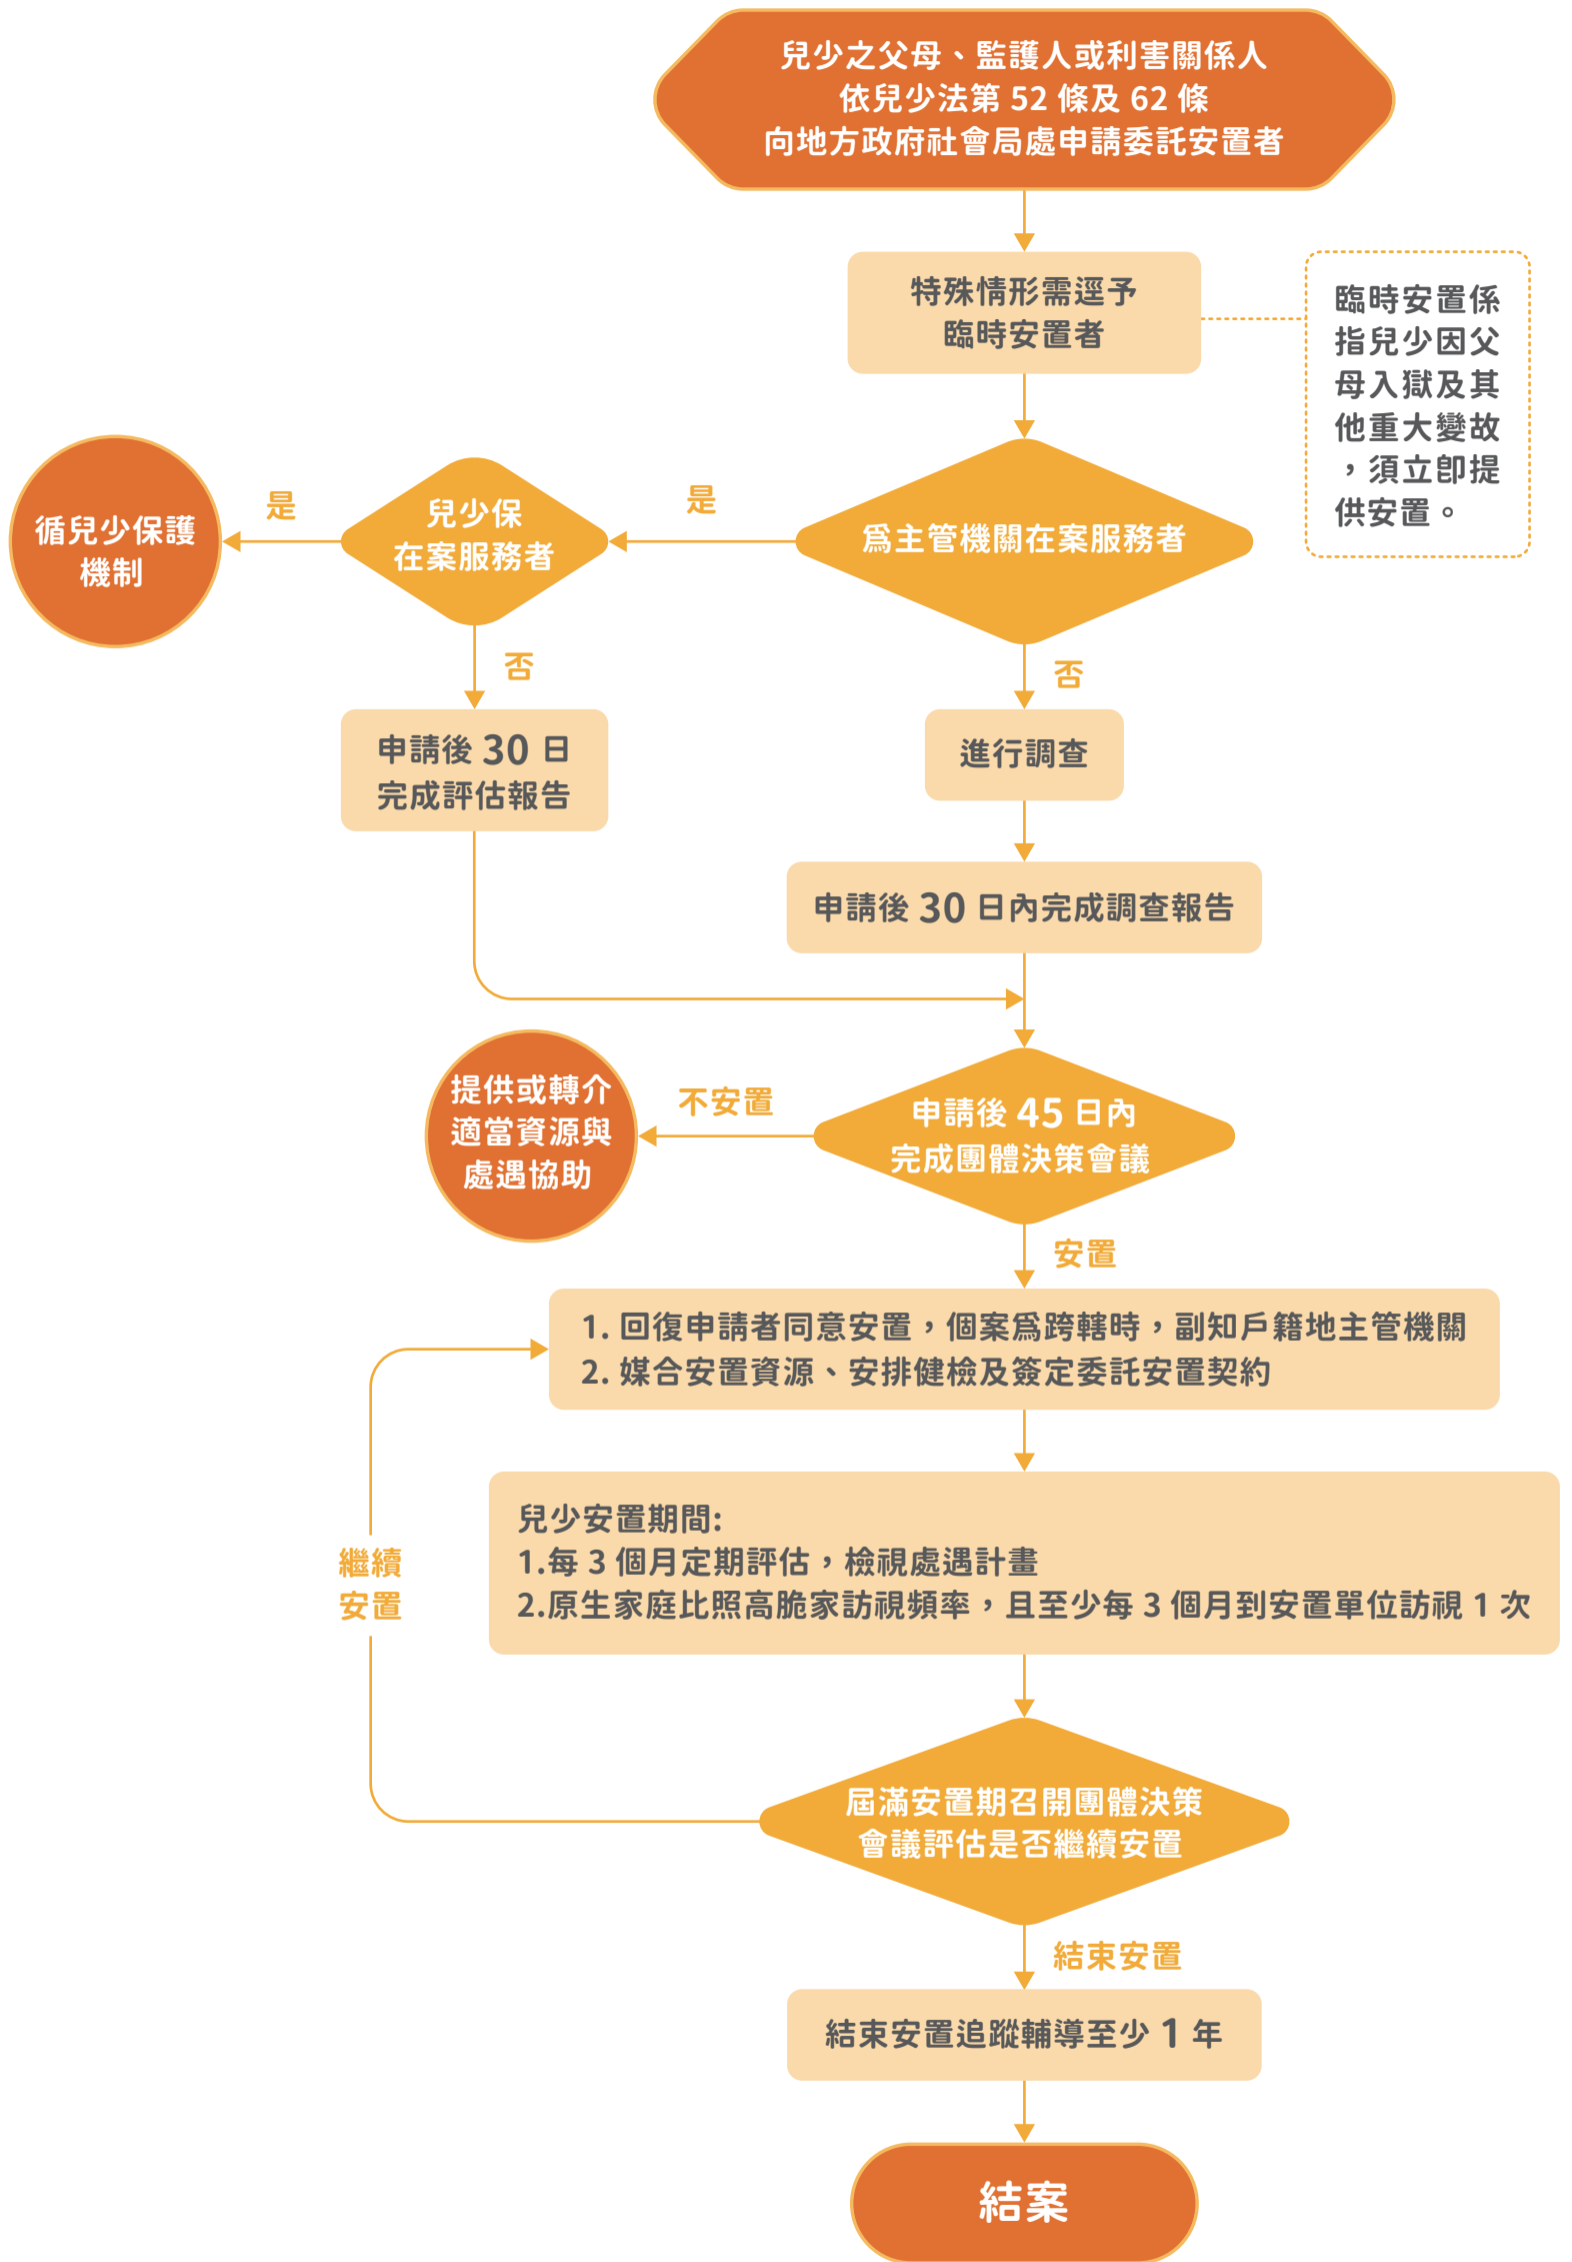 兒少之父母、監護人或利害關係人
依兒少法第 52 條及 62 條
向地方政府社會局處申請委託安置者
特殊情形需逕予
臨時安置者
臨時安置係
指兒少因父
母入獄及其
他重大變故
，須立即提
供安置。
為主管機關在案服務者
是
兒少保
在案服務者
是
循兒少保護
機制
否
申請後 30 日
完成評估報告
否
進行調查
申請後 30 日內完成調查報告
申請後 45 日內
完成團體決策會議
不安置
提供或轉介
適當資源與
處遇協助
安置
1. 回復申請者同意安置，個案為跨轄時，副知戶籍地主管機關
2. 媒合安置資源、安排健檢及簽定委託安置契約
兒少安置期間:
1.每 3 個月定期評估，檢視處遇計畫
2.原生家庭比照高脆家訪視頻率，且至少每 3 個月到安置單位訪視 1 次
繼續
安置
屆滿安置期召開團體決策
會議評估是否繼續安置
結束安置
結束安置追蹤輔導至少 1 年
結案